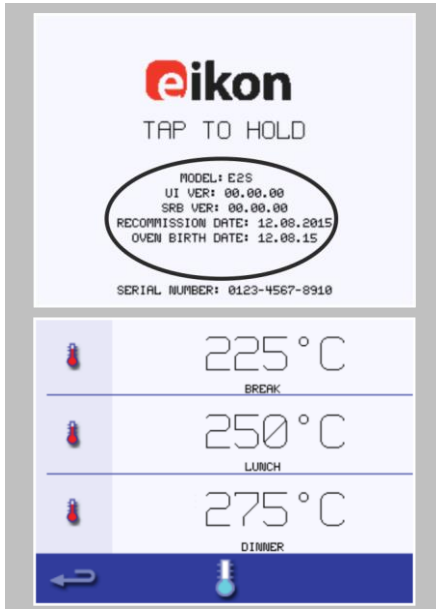 eikon
TAP TO HOLD
MODEL: E2S
UI VER: 00.00.00
SRB VER: 00.00.00
RECOMMISSION DATE: 12.08.2015
OVEN BIRTH DATE: 12.08.15
SERIAL NUMBER: 0123-4567-8910
225°C
BREAK
250°C
LUNCH
275°C
DINNER